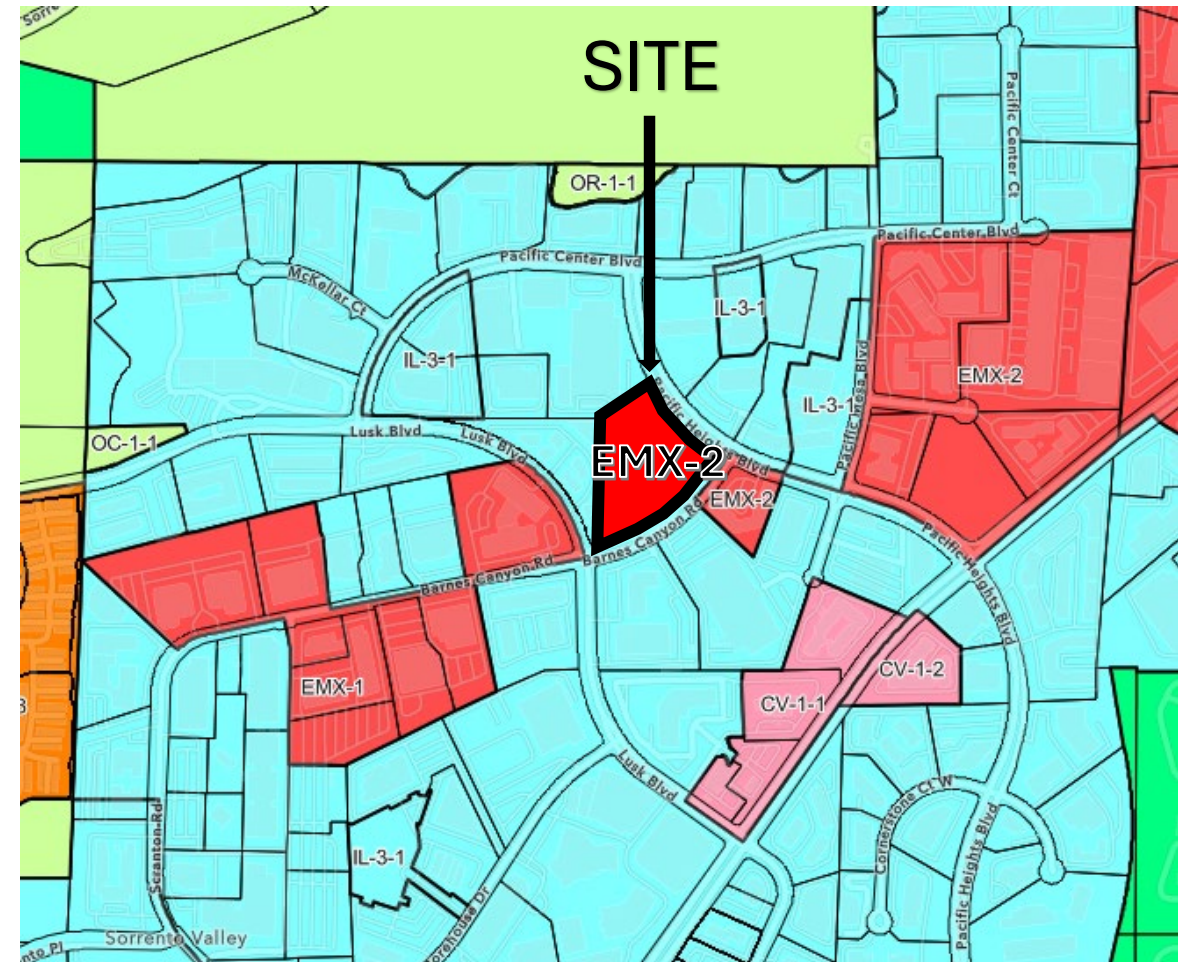 SITE
Pacific Center Ct
OR-1-1
Pacific Center Blvd
Pacific Center Blvd
McKellar Ct
IL-3-1
IL-3-1
EMX-2
IL-3-1
Pacific Mesa Blvd
Pacific Heights Blvd
OC-1-1
Lusk Blvd
Lusk Blvd
EMX-2
EMX-2
Barnes Canyon Rd
Barnes Canyon Rd
Pacific Heights Blvd
EMX-1
CV-1-2
CV-1-1
Lusk Blvd
Cornerstone Ct W
Scranton Rd
IL-3-1
Pacific Heights Blvd
Sorrento Valley